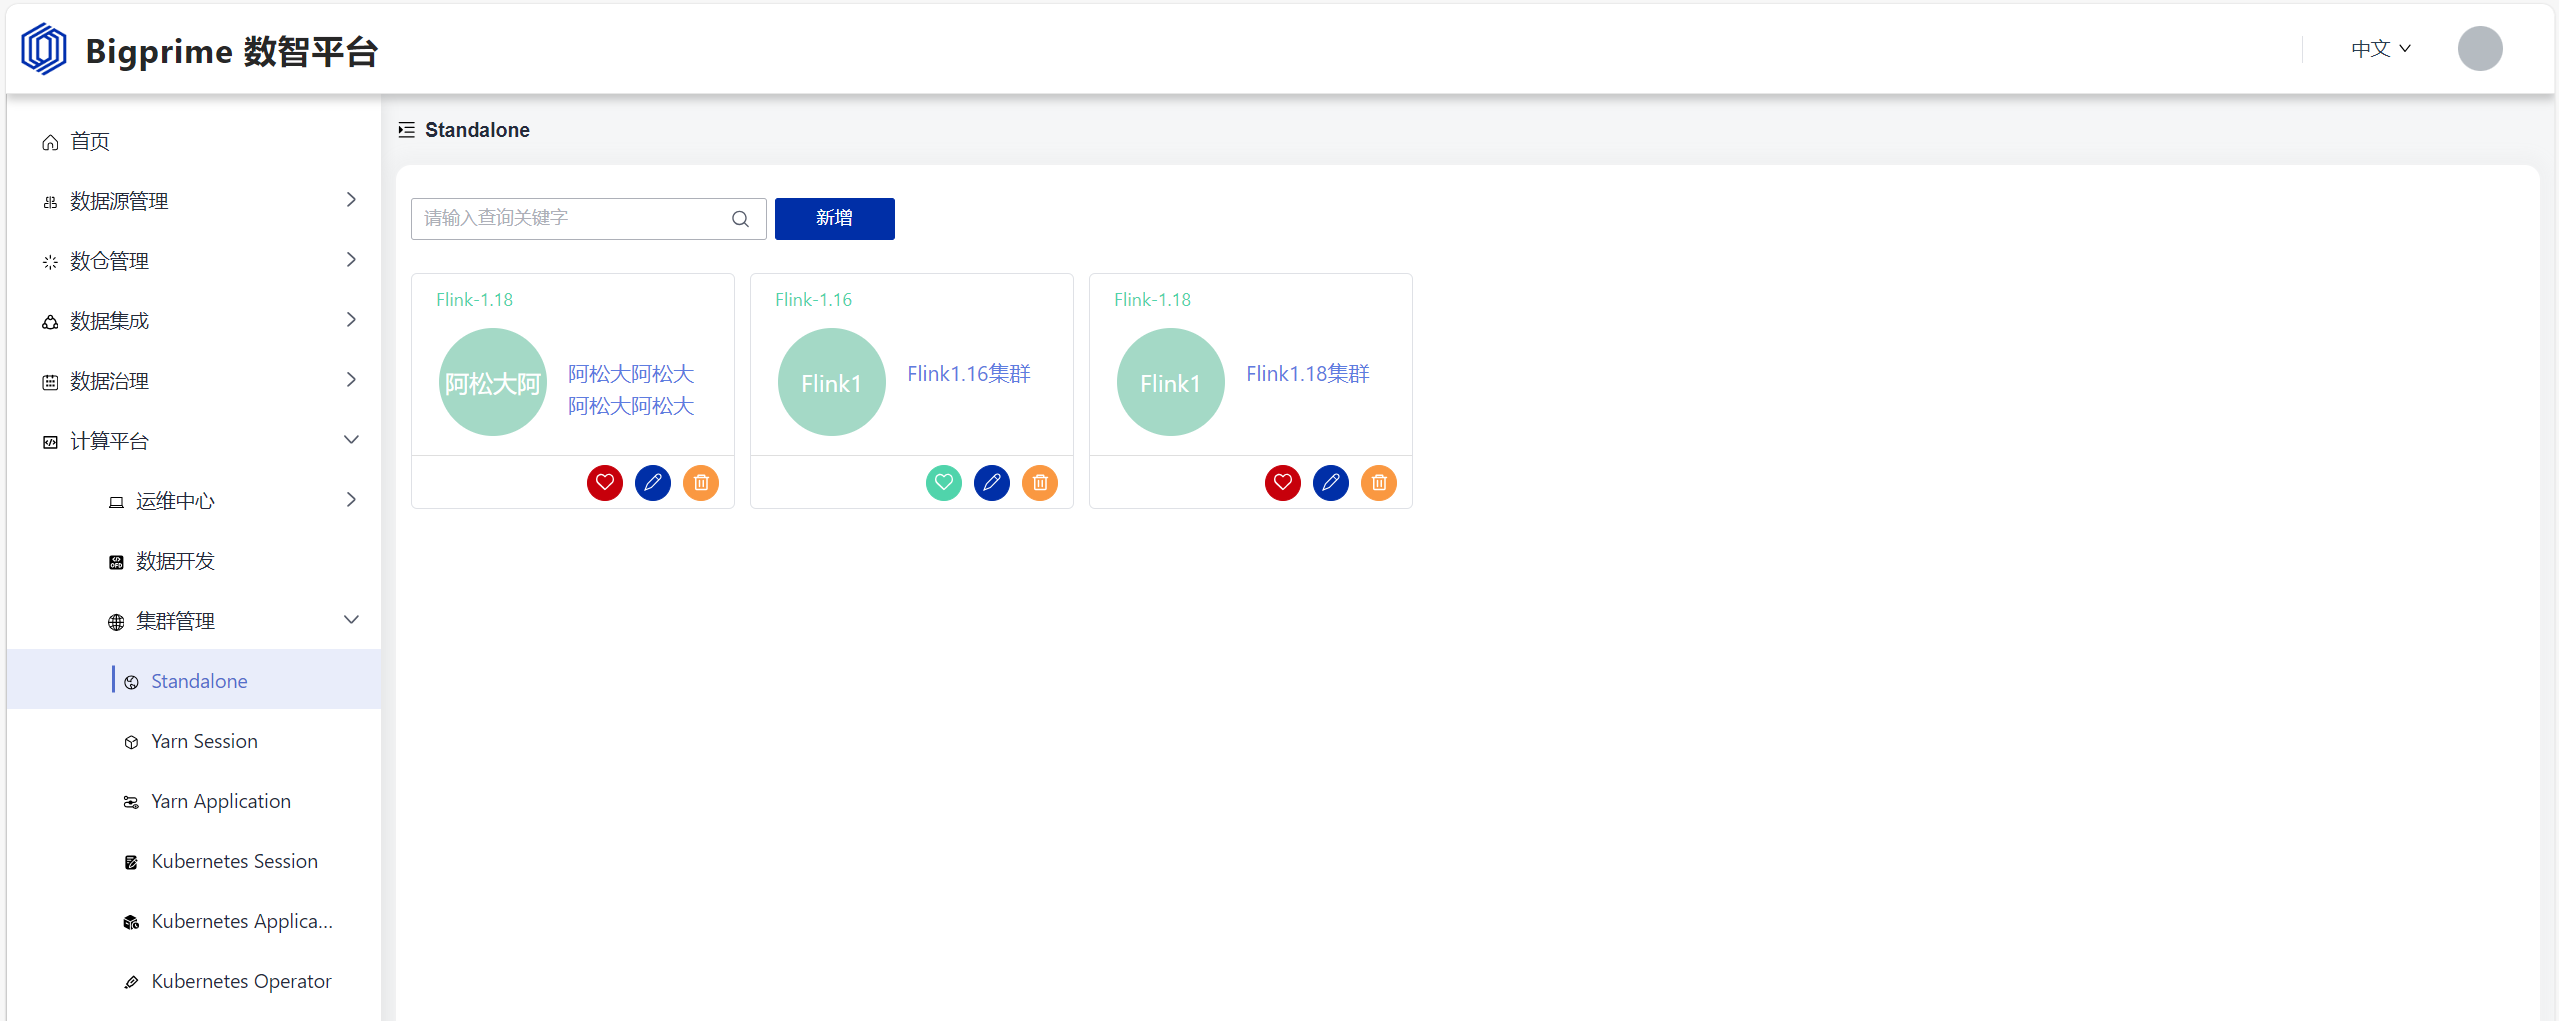 Bigprime 数智平台
中文
首页
数据源管理
数仓管理
数据集成
数据治理
计算平台
运维中心
数据开发
集群管理
Standalone
Yarn Session
Yarn Application
Kubernetes Session
Kubernetes Applica...
Kubernetes Operator
Standalone
请输入查询关键字
新增
Flink-1.18
阿松大阿
阿松大阿松大
阿松大阿松大
Flink-1.16
Flink1
Flink1.16集群
Flink-1.18
Flink1
Flink1.18集群